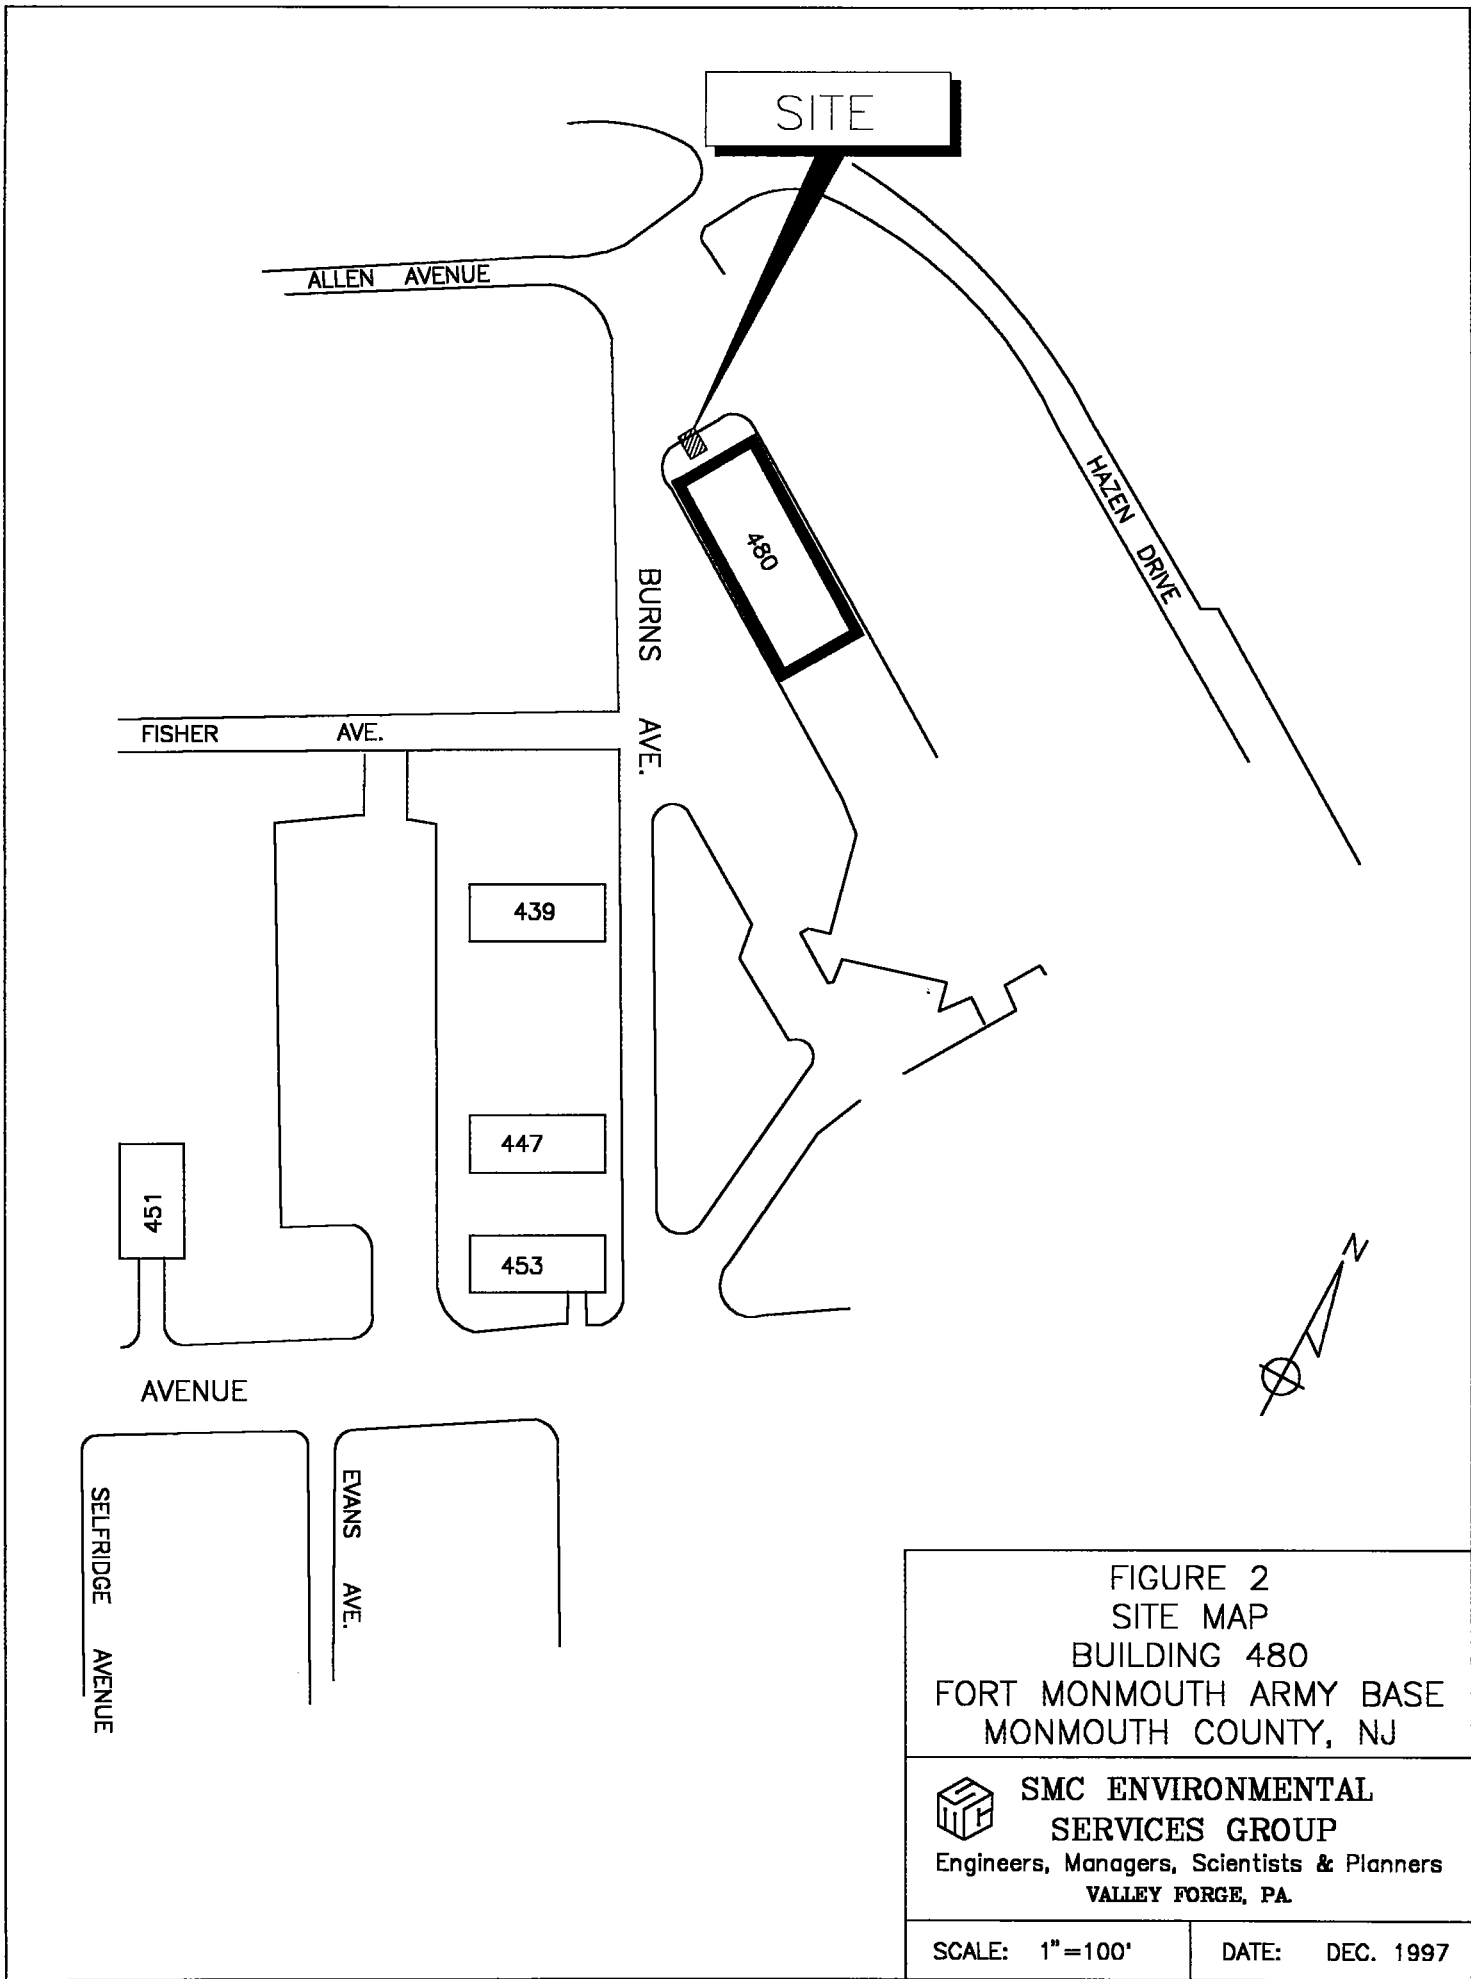 SITE
ALLEN AVENUE
HAZEN DRIVE
480
BURNS AVE.
FISHER AVE.
439
447
451
453
N
AVENUE
SELFRIDGE AVENUE
EVANS AVE.
FIGURE 2
SITE MAP
BUILDING 480
FORT MONMOUTH ARMY BASE
MONMOUTH COUNTY, NJ
SMC
SMC ENVIRONMENTAL
SERVICES GROUP
Engineers, Managers, Scientists & Planners
VALLEY FORGE, PA.
SCALE: 1"=100'
DATE: DEC. 1997